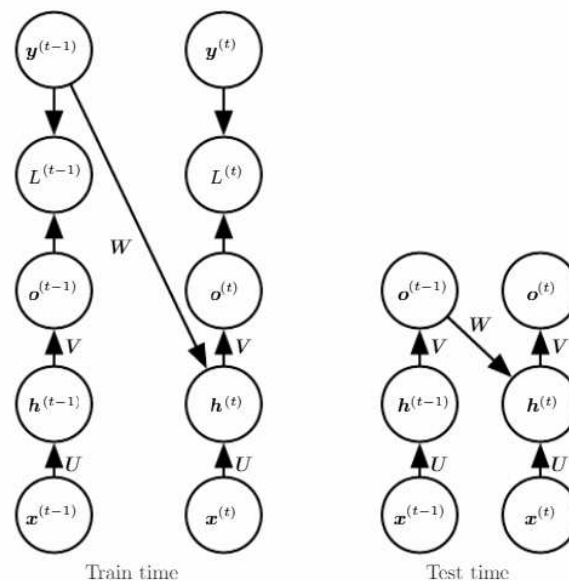 y^{(t-1)} y^{(t)}
L^{(t-1)} L^{(t)}
W
o^{(t-1)} o^{(t)} o^{(t-1)} o^{(t)}
W
V V V V
h^{(t-1)} h^{(t)} h^{(t-1)} h^{(t)}
U U U U
x^{(t-1)} x^{(t)} x^{(t-1)} x^{(t)}
Train time Test time